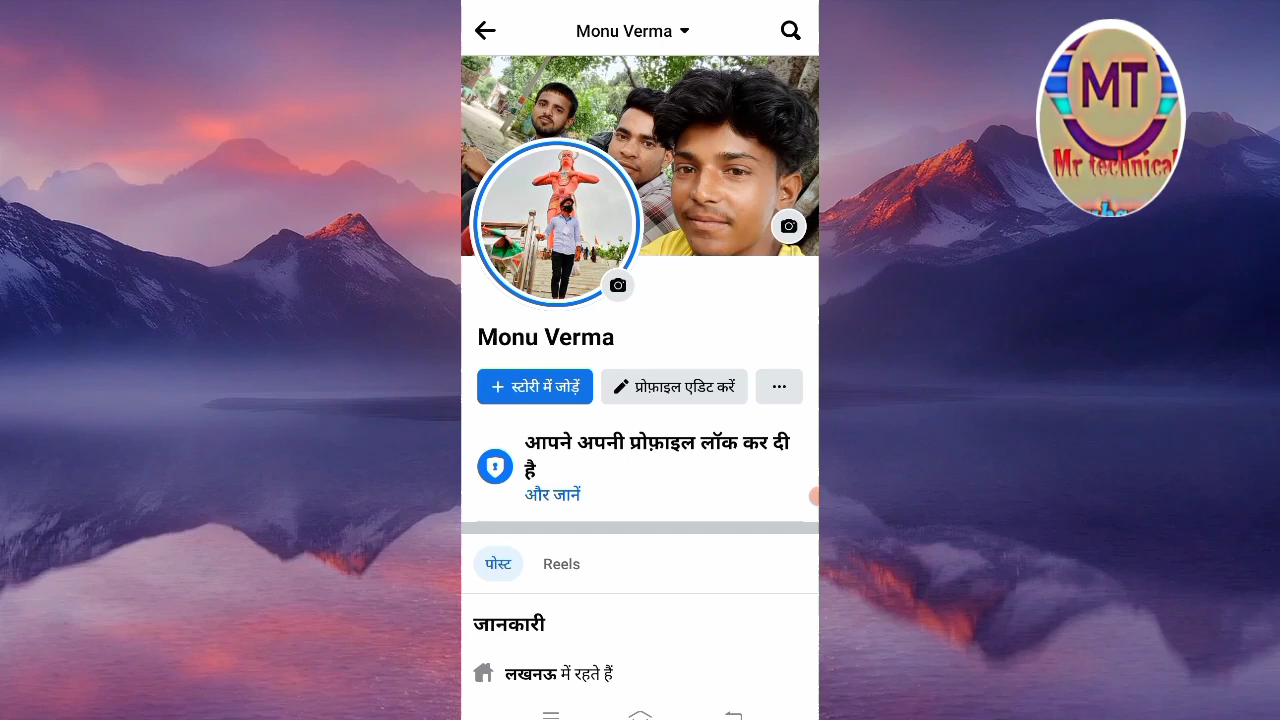 Monu Verma
MT
Mr technical
Monu Verma
स्टोरी में जोड़ें
प्रोफ़ाइल एडिट करें
आपने अपनी प्रोफ़ाइल लॉक कर दी
है
और जानें
पोस्ट Reels
जानकारी
लखनऊ में रहते हैं